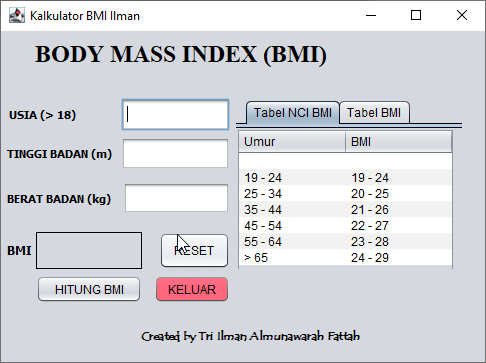 Kalkulator BMI Ilman
BODY MASS INDEX (BMI)
USIA (> 18)
TINGGI BADAN (m)
BERAT BADAN (kg)
BMI
RESET
HITUNG BMI
KELUAR
Tabel NCI BMI
Tabel BMI
Umur BMI
19 - 24 19 - 24
25 - 34 20 - 25
35 - 44 21 - 26
45 - 54 22 - 27
55 - 64 23 - 28
> 65 24 - 29
Created by Tri Ilman Almunawarah Fattah